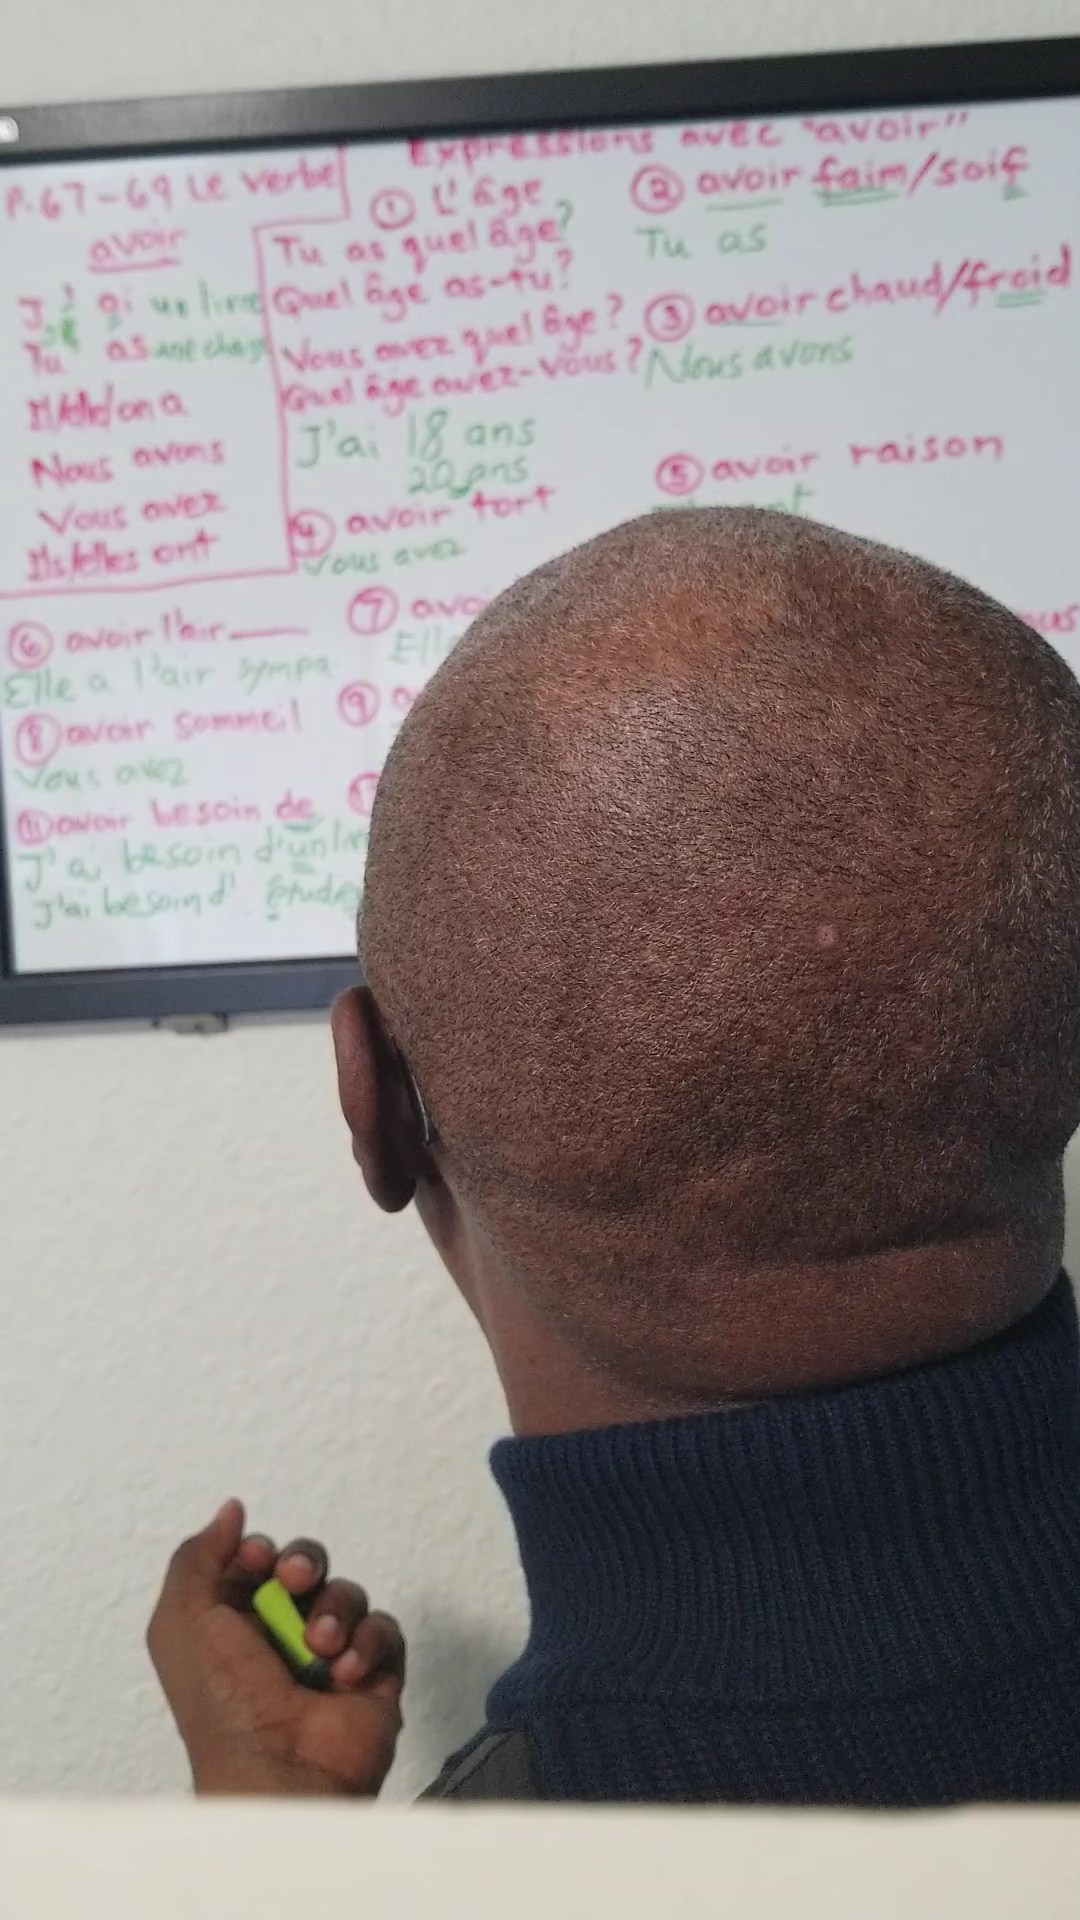 Expressions avec "avoir"
P.67-69 Le verbe
avoir
J'ai un livre
Tu as une chaise
Il/elle/on a
Nous avons
Vous avez
Ils/elles ont
① L'âge
Tu as quel âge?
Quel âge as-tu?
Vous avez quel âge?
Quel âge avez-vous?
J'ai 18 ans
20 ans
② avoir faim/soif
Tu as
③ avoir chaud/froid
Nous avons
④ avoir tort
Vous avez
⑤ avoir raison
⑥ avoir l'air
Elle a l'air sympa
⑦
⑧ avoir sommeil
Vous avez
⑨
⑪ avoir besoin de
J'ai besoin d'un
J'ai besoin d'